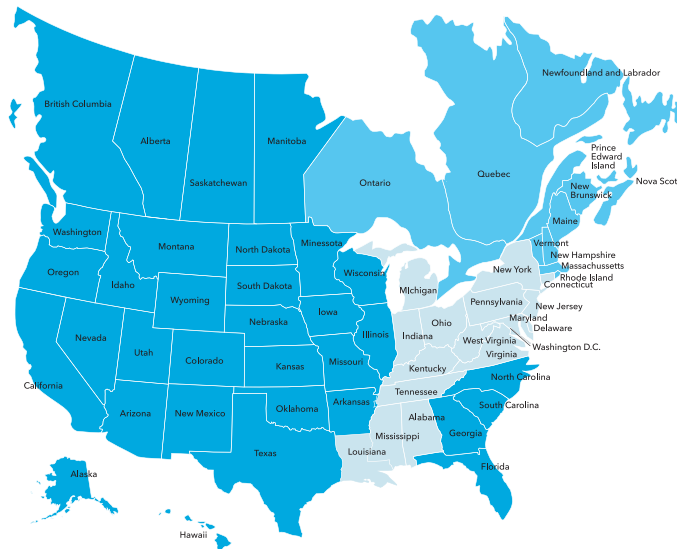 Newfoundland and Labrador
British Columbia
Alberta
Manitoba
Saskatchewan
Ontario
Quebec
Prince
Edward
Island
Nova Scot
New
Brunswick
Maine
Washington
Montana
North Dakota
Minnesota
Vermont
New Hampshire
Massachussetts
Rhode Island
Connecticut
Oregon
Idaho
South Dakota
Wisconsin
Michigan
New York
Wyoming
Nebraska
Iowa
Pennsylvania
New Jersey
Maryland
Delaware
Washington D.C.
Nevada
Utah
Colorado
Kansas
Missouri
Illinois
Indiana
Ohio
West Virginia
Virginia
Kentucky
California
Arizona
New Mexico
Oklahoma
Arkansas
Tennessee
North Carolina
South Carolina
Texas
Louisiana
Mississippi
Alabama
Georgia
Florida
Alaska
Hawaii